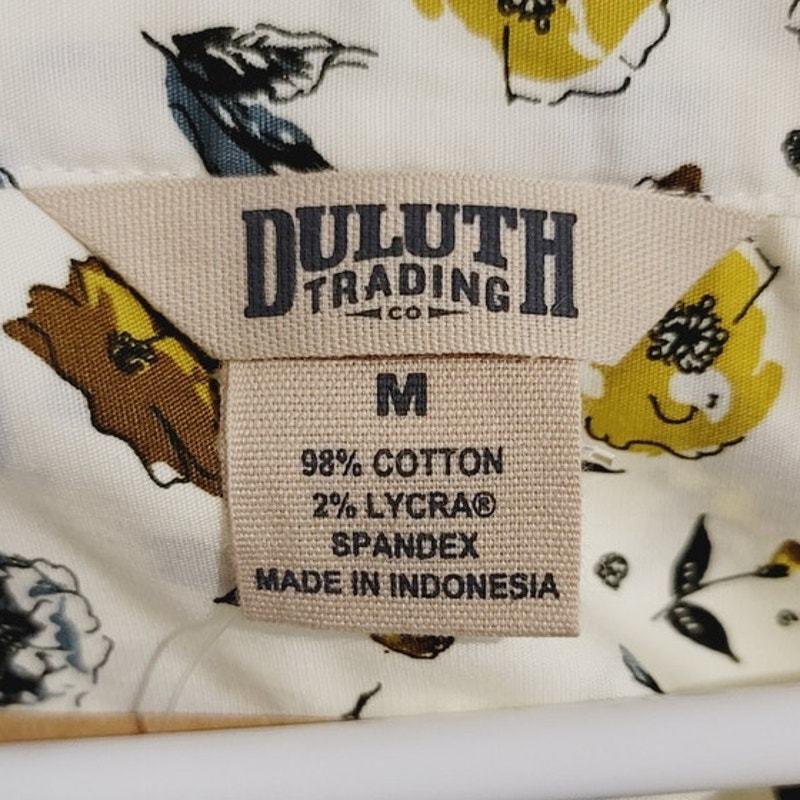 DULUTH
TRADING
CO
M
98% COTTON
2% LYCRA®
SPANDEX
MADE IN INDONESIA